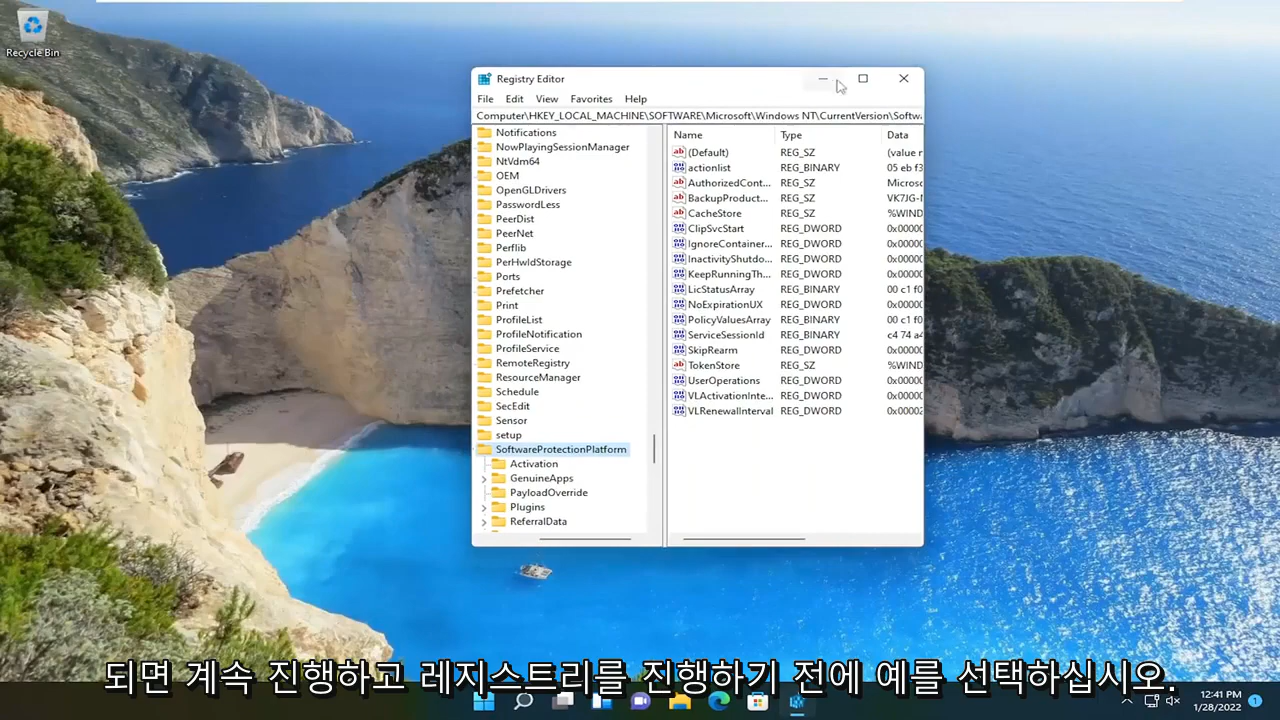 Recycle Bin
Registry Editor
File Edit View Favorites Help
Computer\HKEY_LOCAL_MACHINE\SOFTWARE\Microsoft\Windows NT\CurrentVersion\Softwa
Notifications
NowPlayingSessionManager
NtVdm64
OEM
OpenGLDrivers
PasswordLess
PeerDist
PeerNet
Perflib
PerHwIdStorage
Ports
Prefetcher
Print
ProfileList
ProfileNotification
ProfileService
RemoteRegistry
ResourceManager
Schedule
SecEdit
Sensor
setup
SoftwareProtectionPlatform
Activation
GenuineApps
PayloadOverride
Plugins
ReferralData
Name Type Data
(Default) REG_SZ (value n
actionlist REG_BINARY 05 eb f3
AuthorizedCont... REG_SZ Microso
BackupProduct... REG_SZ VK7JG-N
CacheStore REG_SZ %WIND
ClipSvcStart REG_DWORD 0x00000
IgnoreContainer... REG_DWORD 0x00000
InactivityShutdo... REG_DWORD 0x00000
KeepRunningTh... REG_DWORD 0x00000
LicStatusArray REG_BINARY 00 c1 f0
NoExpirationUX REG_DWORD 0x00000
PolicyValuesArray REG_BINARY 00 c1 f0
ServiceSessionId REG_BINARY c4 74 a4
SkipRearm REG_DWORD 0x00000
TokenStore REG_SZ %WIND
UserOperations REG_DWORD 0x00000
VLActivationInte... REG_DWORD 0x00000
VLRenewalInterval REG_DWORD 0x00002
되면 계속 진행하고 레지스트리를 진행하기 전에 예를 선택하십시오.
12:41 PM
1/28/2022
1